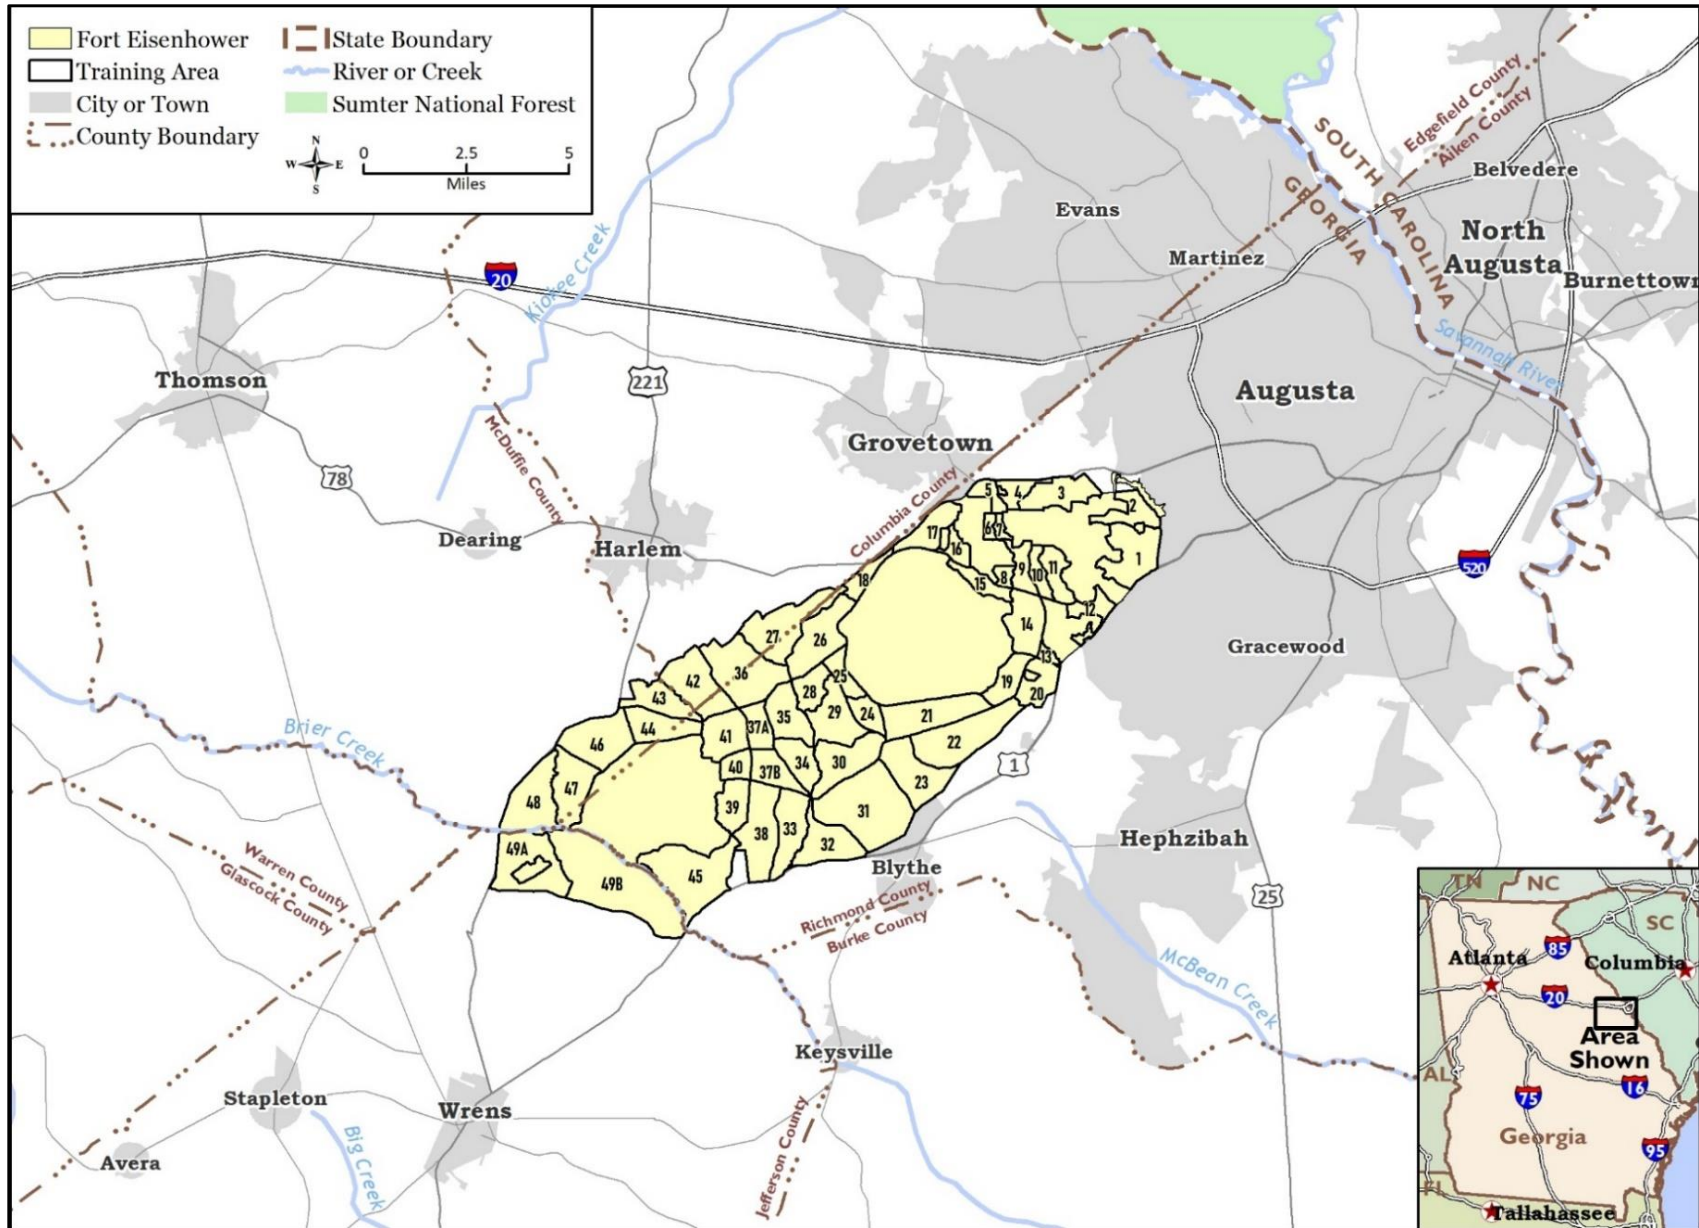 Fort Eisenhower
State Boundary
Training Area
River or Creek
City or Town
Sumter National Forest
County Boundary
N
W E
S
0 2.5 5
Miles
SOUTH CAROLINA
GEORGIA
Edgefield County
Aiken County
Belvedere
Evans
North
Augusta
Martinez
Burnettown
Kiokee Creek
20
Savannah River
Thomson
221
Augusta
McDuffie County
Grovetown
78
Columbia County
Dearing
Harlem
520
5
4
3
2
17
16
6
7
1
18
15
8
9
10
11
12
14
13
27
26
19
20
Gracewood
43
42
36
25
28
29
24
21
22
46
44
41
37A
35
34
30
23
1
48
47
40
37B
39
38
33
31
32
49A
49B
45
Brier Creek
Hephzibah
Blythe
Warren County
Glascock County
Richmond County
Burke County
25
McBean Creek
Keysville
Stapleton
Wrens
Avera
Big Creek
Jefferson County
TN
NC
SC
85
Atlanta
Columbia
20
Area
Shown
AL
16
75
Georgia
95
FL
Tallahassee